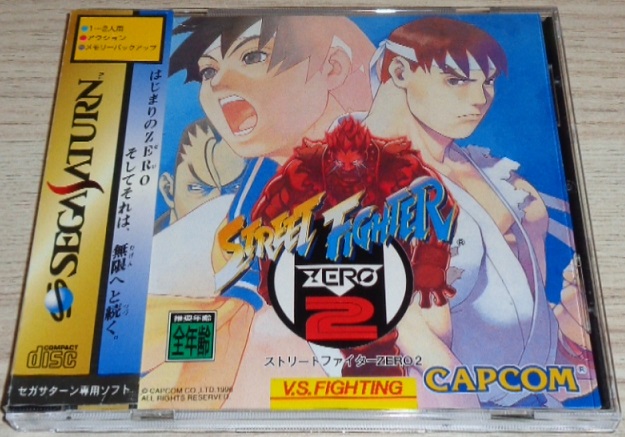 1〜2人用
アクション
メモリーバックアップ
SEGA SATURN™
はじまりのZERO
そしてそれは、無限へと続く。
COMPACT
disc
セガサターン専用ソフト
STREET FIGHTER®
ZERO
2
推奨年齢
全年齢
ストリートファイターZERO2
V.S. FIGHTING
CAPCOM®
© CAPCOM CO.,LTD.1996
ALL RIGHTS RESERVED.